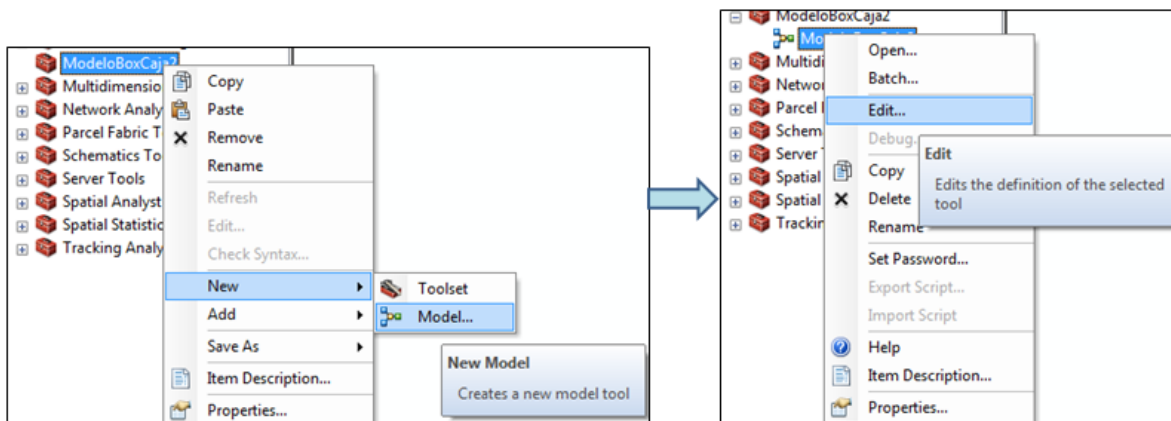 ModeloBoxCaja2
Multidimensio
Network Analy
Parcel Fabric T
Schematics To
Server Tools
Spatial Analyst
Spatial Statistic
Tracking Analy
Copy
Paste
Remove
Rename
Refresh
Edit...
Check Syntax...
New
Add
Save As
Item Description...
Properties...
Toolset
Model...
New Model
Creates a new model tool
ModeloBoxCaja2
Multidi
Networ
Parcel
Schem
Server
Spatial
Spatial
Trackin
Open...
Batch...
Edit...
Debug.
Copy
Delete
Rename
Set Password...
Export Script...
Import Script
Help
Item Description...
Properties...
Edit
Edits the definition of the selected
tool